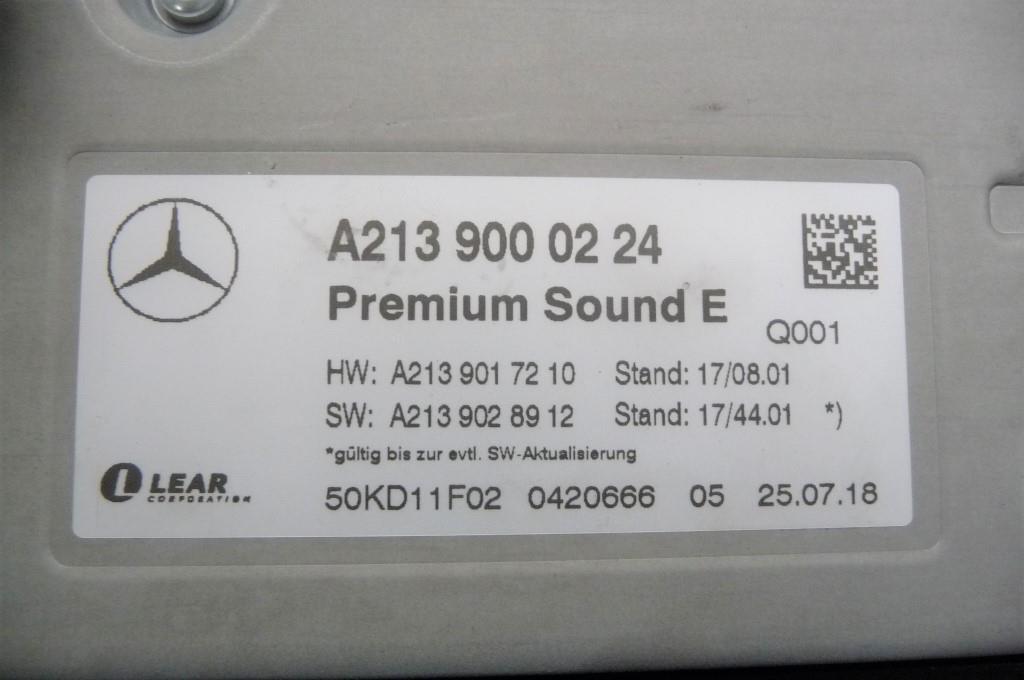 A213 900 02 24
Premium Sound E
Q001
HW: A213 901 72 10 Stand: 17/08.01
SW: A213 902 89 12 Stand: 17/44.01 *)
*gültig bis zur evtl. SW-Aktualisierung
LEAR
CORPORATION
50KD11F02 0420666 05 25.07.18